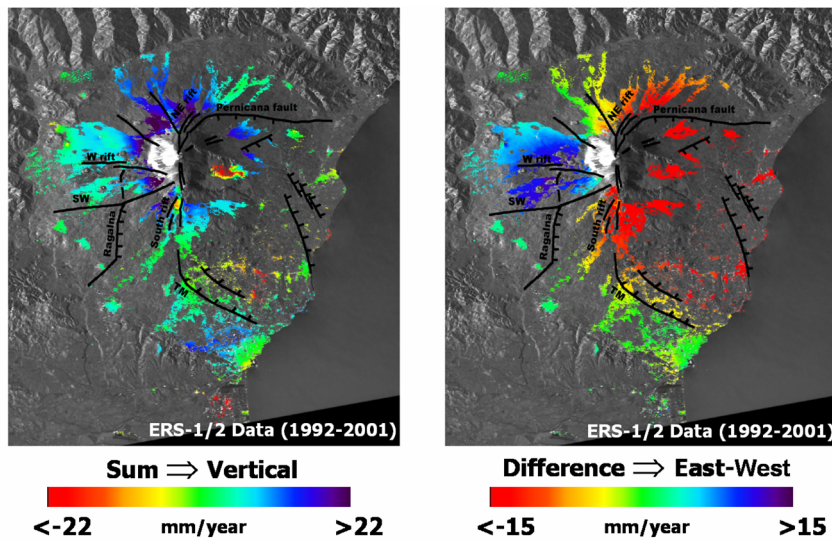 NE rift
Pernicana fault
W rift
SW
Ragalna
South rift
TM
ERS-1/2 Data (1992-2001)
Sum ⇒ Vertical
<-22 mm/year >22
NE rift
Pernicana fault
W rift
SW
Ragalna
South rift
TM
ERS-1/2 Data (1992-2001)
Difference ⇒ East-West
<-15 mm/year >15